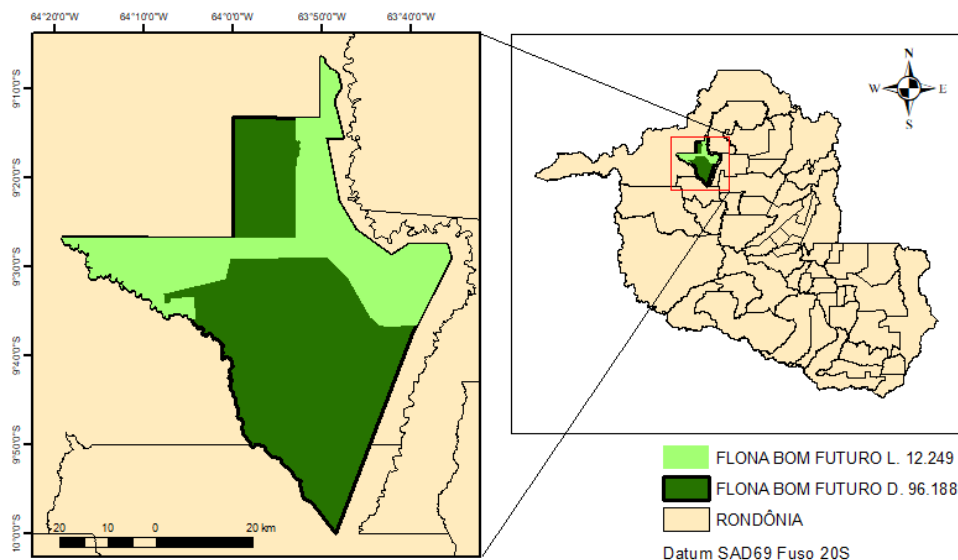 64°20'0"W 64°10'0"W 64°0'0"W 63°50'0"W 63°40'0"W
9°10'0"S
9°20'0"S
9°30'0"S
9°40'0"S
9°50'0"S
10°0'0"S
20 10 0 20 km
N
W E
S
FLONA BOM FUTURO L. 12.249
FLONA BOM FUTURO D. 96.188
RONDÔNIA
Datum SAD69 Fuso 20S